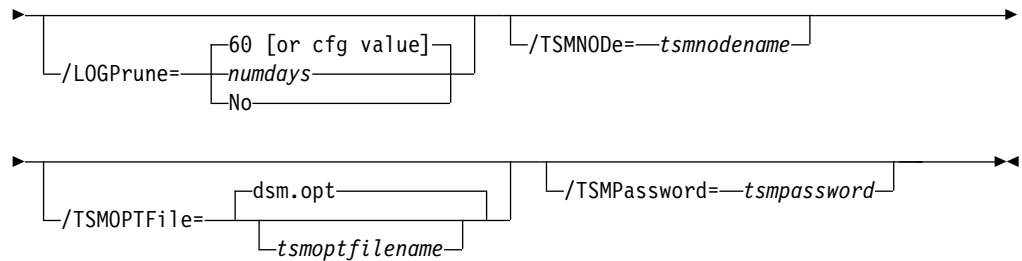 60 [or cfg value]
/TSMNODe= tsmnodename
/LOGPrune= numdays
No
dsm.opt
/TSMPassword= tsmpassword
/TSMOPTFile=
tsmoptfilename